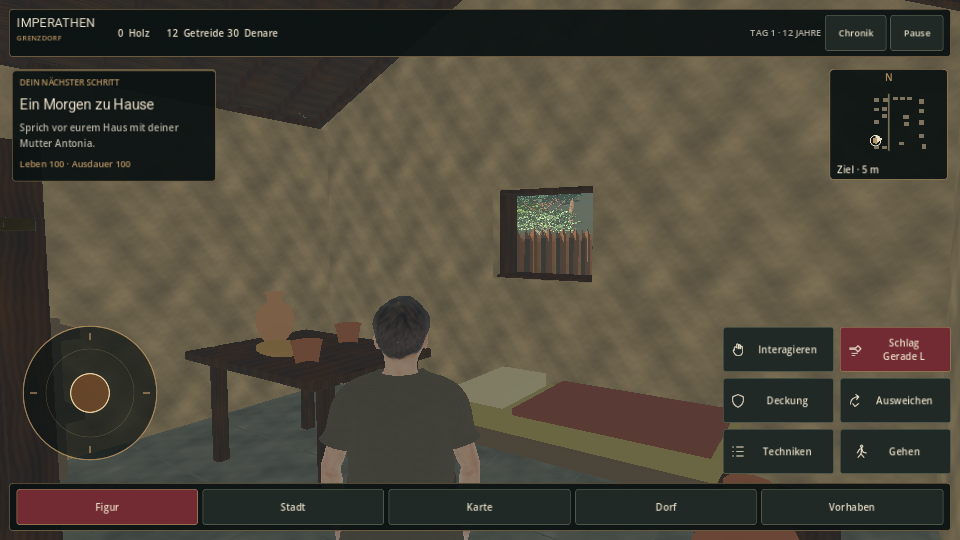 IMPERATHEN
GRENZDORF
0 Holz 12 Getreide 30 Denare
TAG 1 · 12 JAHRE
Chronik
Pause
DEIN NÄCHSTER SCHRITT
Ein Morgen zu Hause
Sprich vor eurem Haus mit deiner
Mutter Antonia.
Leben 100 · Ausdauer 100
N
Ziel · 5 m
Interagieren
Schlag
Gerade L
Deckung
Ausweichen
Techniken
Gehen
Figur
Stadt
Karte
Dorf
Vorhaben